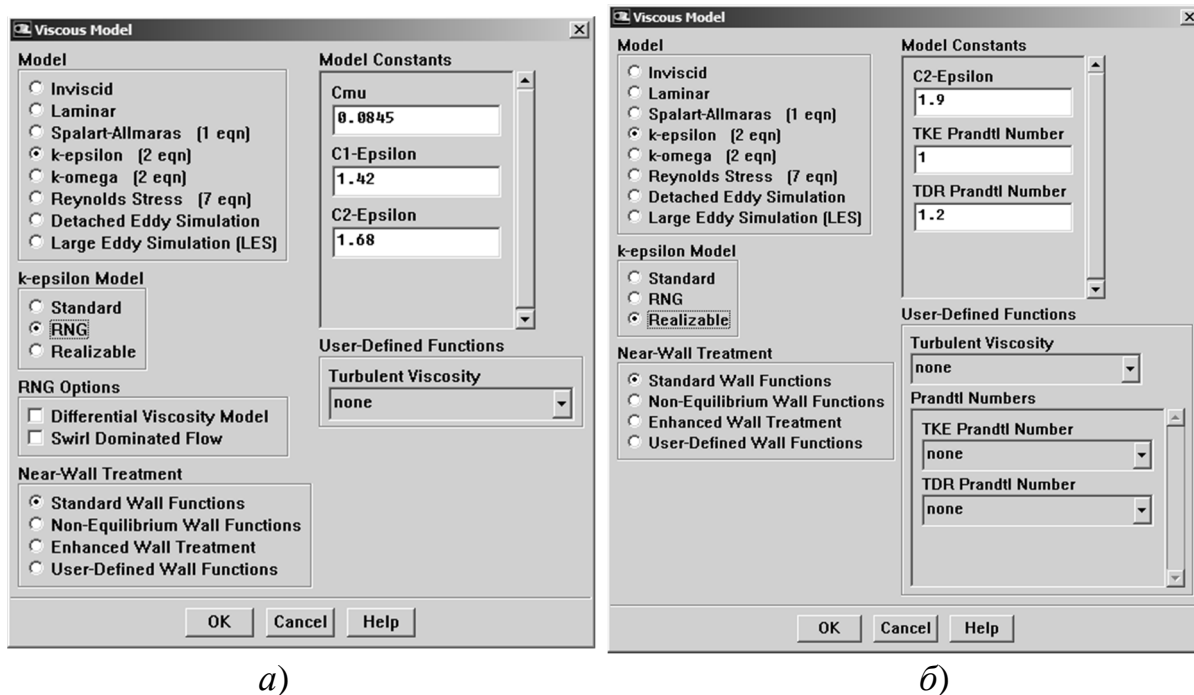 Viscous Model
Model
Inviscid
Laminar
Spalart-Allmaras (1 eqn)
k-epsilon (2 eqn)
k-omega (2 eqn)
Reynolds Stress (7 eqn)
Detached Eddy Simulation
Large Eddy Simulation (LES)
k-epsilon Model
Standard
RNG
Realizable
RNG Options
Differential Viscosity Model
Swirl Dominated Flow
Near-Wall Treatment
Standard Wall Functions
Non-Equilibrium Wall Functions
Enhanced Wall Treatment
User-Defined Wall Functions
Model Constants
Cmu
0.0845
C1-Epsilon
1.42
C2-Epsilon
1.68
User-Defined Functions
Turbulent Viscosity
none
OK Cancel Help
а)
Viscous Model
Model
Inviscid
Laminar
Spalart-Allmaras (1 eqn)
k-epsilon (2 eqn)
k-omega (2 eqn)
Reynolds Stress (7 eqn)
Detached Eddy Simulation
Large Eddy Simulation (LES)
k-epsilon Model
Standard
RNG
Realizable
Near-Wall Treatment
Standard Wall Functions
Non-Equilibrium Wall Functions
Enhanced Wall Treatment
User-Defined Wall Functions
Model Constants
C2-Epsilon
1.9
TKE Prandtl Number
1
TDR Prandtl Number
1.2
User-Defined Functions
Turbulent Viscosity
none
Prandtl Numbers
TKE Prandtl Number
none
TDR Prandtl Number
none
OK Cancel Help
б)